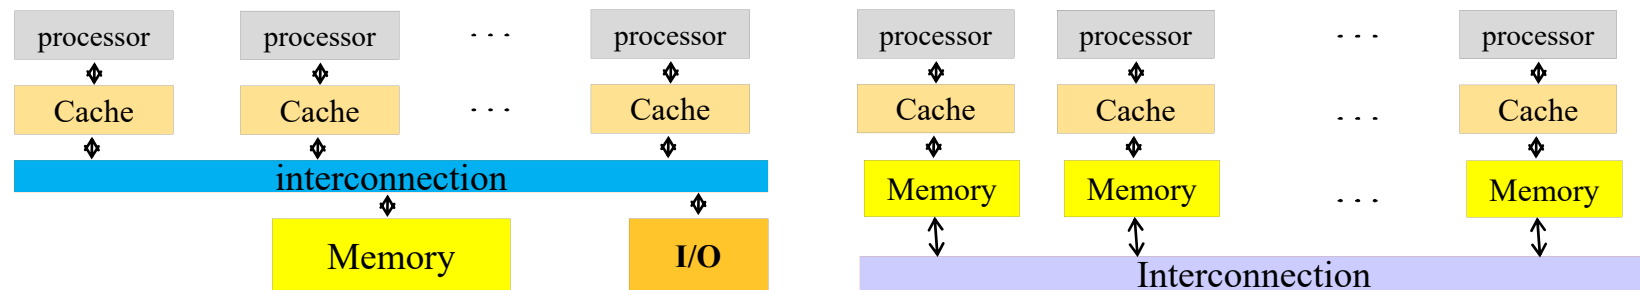 processor processor . . . processor
Cache Cache . . . Cache
interconnection
Memory I/O
processor processor . . . processor
Cache Cache . . . Cache
Memory Memory . . . Memory
Interconnection